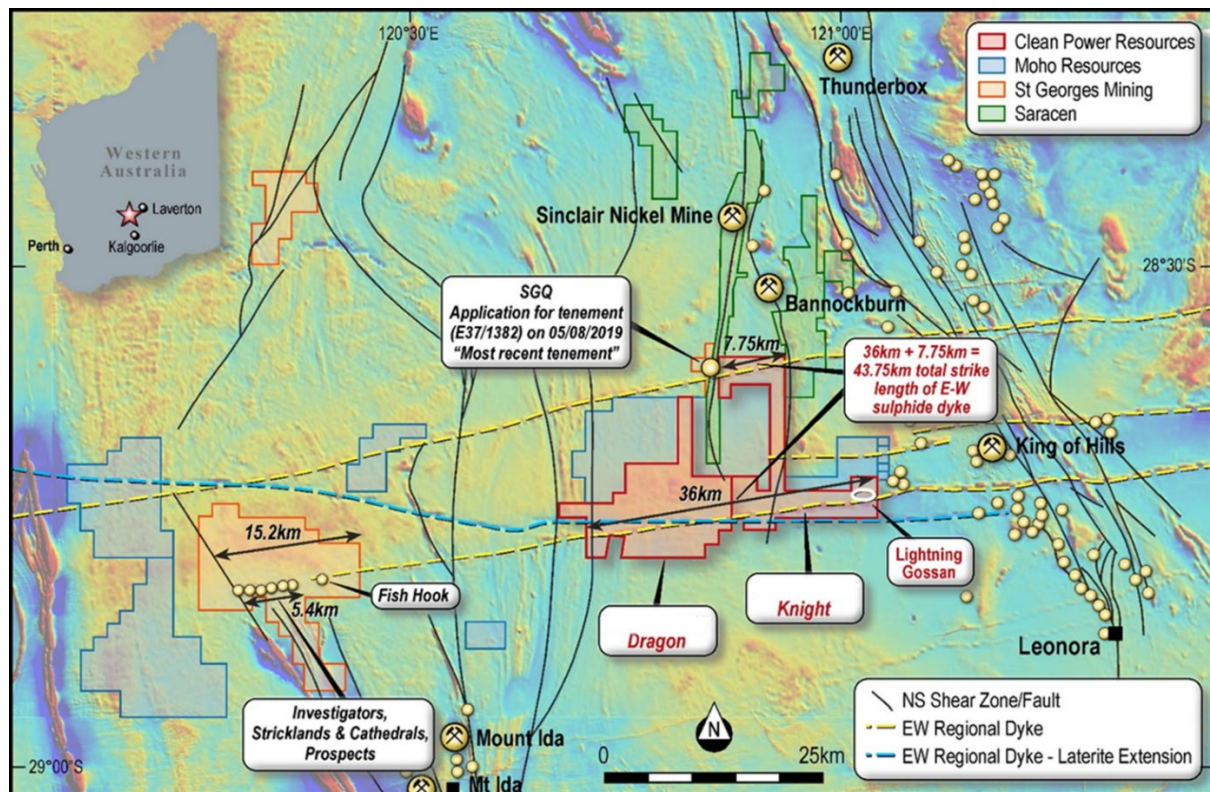 120°30'E
121°00'E
Thunderbox
Clean Power Resources
Moho Resources
St Georges Mining
Saracen
Western
Australia
Laverton
Perth
Kalgoorlie
Sinclair Nickel Mine
28°30'S
SGQ
Application for tenement
(E37/1382) on 05/08/2019
“Most recent tenement”
Bannockburn
7.75km
36km + 7.75km =
43.75km total strike
length of E-W
sulphide dyke
King of Hills
36km
15.2km
Lightning
Gossan
Fish Hook
5.4km
Dragon
Knight
Leonora
Investigators,
Stricklands & Cathedrals,
Prospects
Mount Ida
Mt Ida
N
0
25km
29°00'S
NS Shear Zone/Fault
EW Regional Dyke
EW Regional Dyke - Laterite Extension